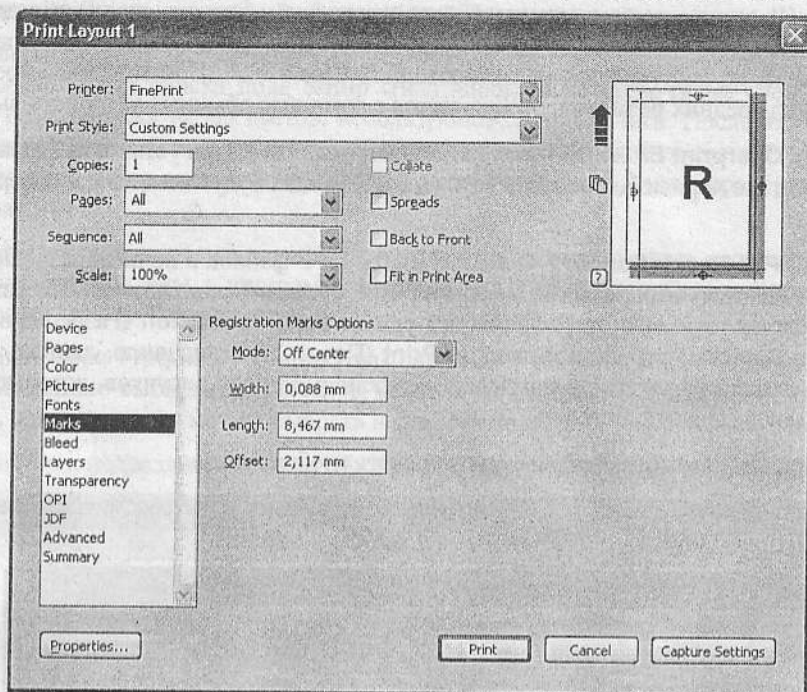 Print Layout 1
Printer: FinePrint
Print Style: Custom Settings
Copies: 1
Collate
Pages: All
Spreads
Sequence: All
Back to Front
Scale: 100%
Fit in Print Area
?
R
Device
Pages
Color
Pictures
Fonts
Marks
Bleed
Layers
Transparency
OPI
JDF
Advanced
Summary
Registration Marks Options
Mode: Off Center
Width: 0,088 mm
Length: 8,467 mm
Offset: 2,117 mm
Properties...
Print
Cancel
Capture Settings